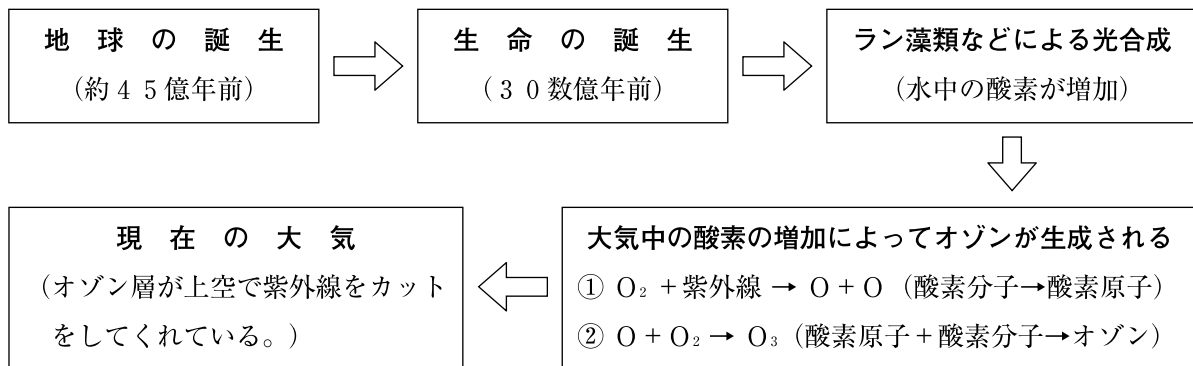 地球の誕生
(約45億年前)
生命の誕生
(30数億年前)
ラン藻類などによる光合成
(水中の酸素が増加)
大気中の酸素の増加によってオゾンが生成される
① O₂ +紫外線 → O + O (酸素分子→酸素原子)
② O + O₂ → O₃ (酸素原子+酸素分子→オゾン)
現在の大気
(オゾン層が上空で紫外線をカット
をしてくれている。)